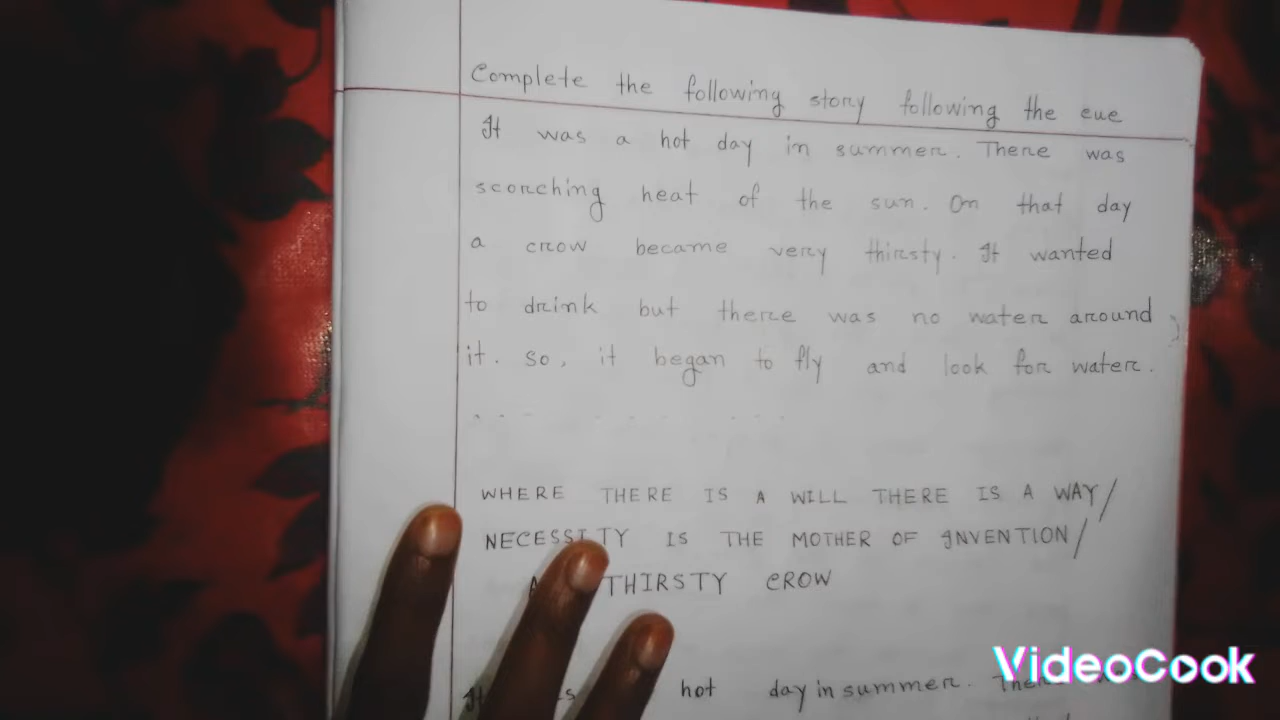 Complete the following story following the cue
It was a hot day in summer. There was
scorching heat of the sun. On that day
a crow became very thirsty. It wanted
to drink but there was no water around
it. So, it began to fly and look for water.
WHERE THERE IS A WILL THERE IS A WAY/
NECESSITY IS THE MOTHER OF INVENTION/
A THIRSTY CROW
It hot day in summer. There
VideoCook